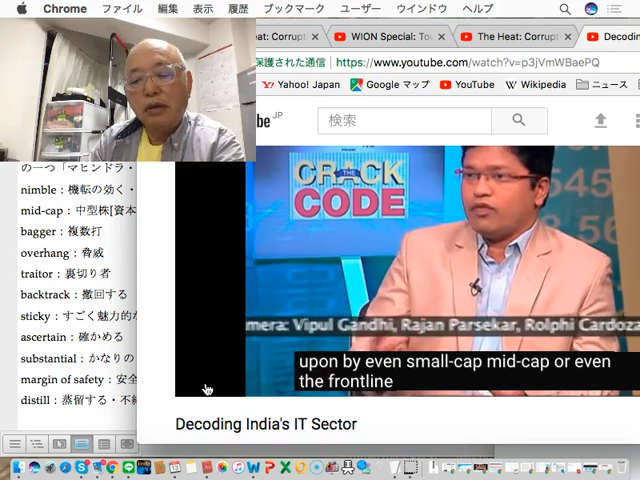 Chrome ファイル 編集 表示 履歴 ブックマーク ユーザー ウインドウ ヘルプ
eat: Corrupt × WION Special: Tou × The Heat: Corrupt × Decoding
保護された通信 | https://www.youtube.com/watch?v=p3jVmWBaePQ
Yahoo! Japan Google マップ YouTube Wikipedia ニュース
be JP 検索
CRACK
THE
CODE
の一つ「マヒンドラ・
nimble：機転の効く・
mid-cap：中型株[資本
bagger：複数打
overhang：脅威
traitor：裏切り者
backtrack：撤回する
sticky：すごく魅力的な
ascertain：確かめる
substantial：かなりの
margin of safety：安全
distill：蒸留する・不純
mera: Vipul Gandhi, Rajan Parsekar, Rolphi Cardoza
upon by even small-cap mid-cap or even
the frontline
Decoding India's IT Sector